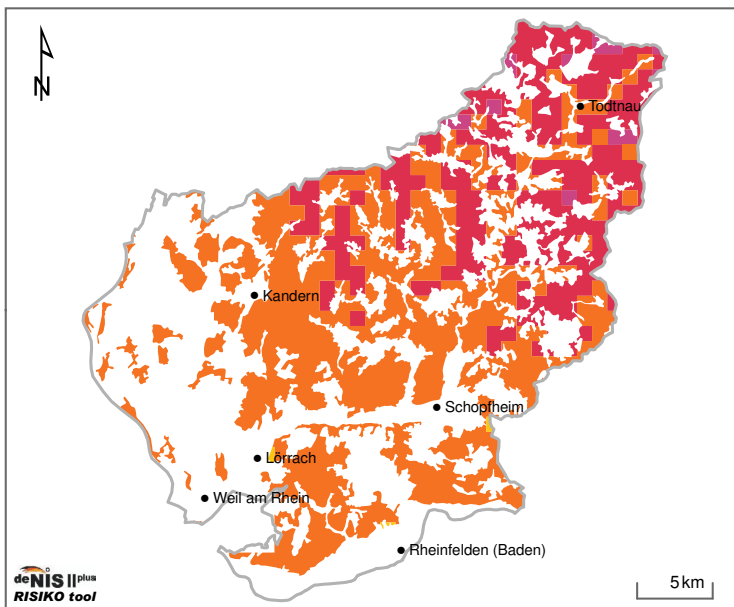 N
Todtnau
Kandern
Schopfheim
Lörrach
Weil am Rhein
Rheinfelden (Baden)
deNIS II plus
RISIKO tool
5 km